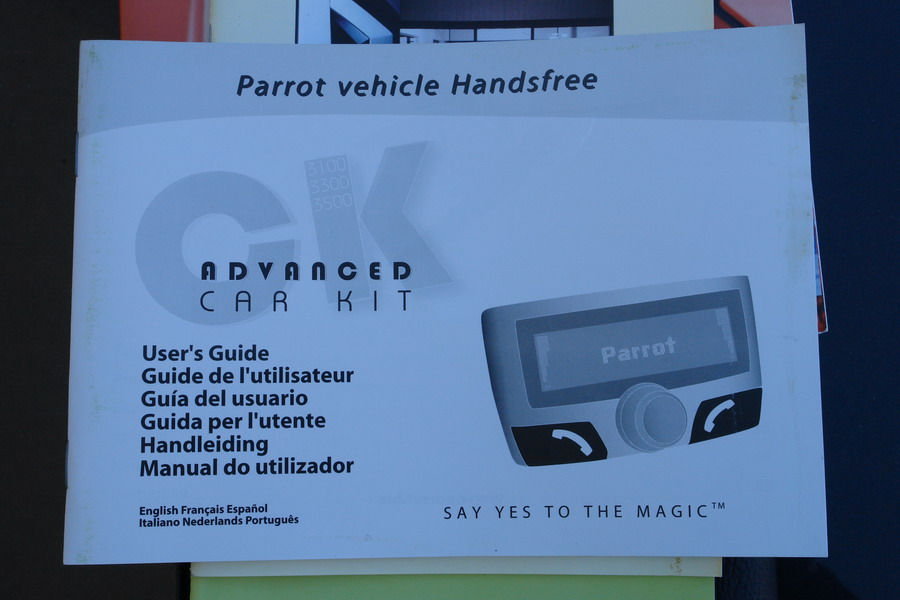 Parrot vehicle Handsfree
CK
3100
3300
3500
ADVANCED
CAR KIT
User's Guide
Guide de l'utilisateur
Guía del usuario
Guida per l'utente
Handleiding
Manual do utilizador
English Français Español
Italiano Nederlands Português
Parrot
SAY YES TO THE MAGIC™